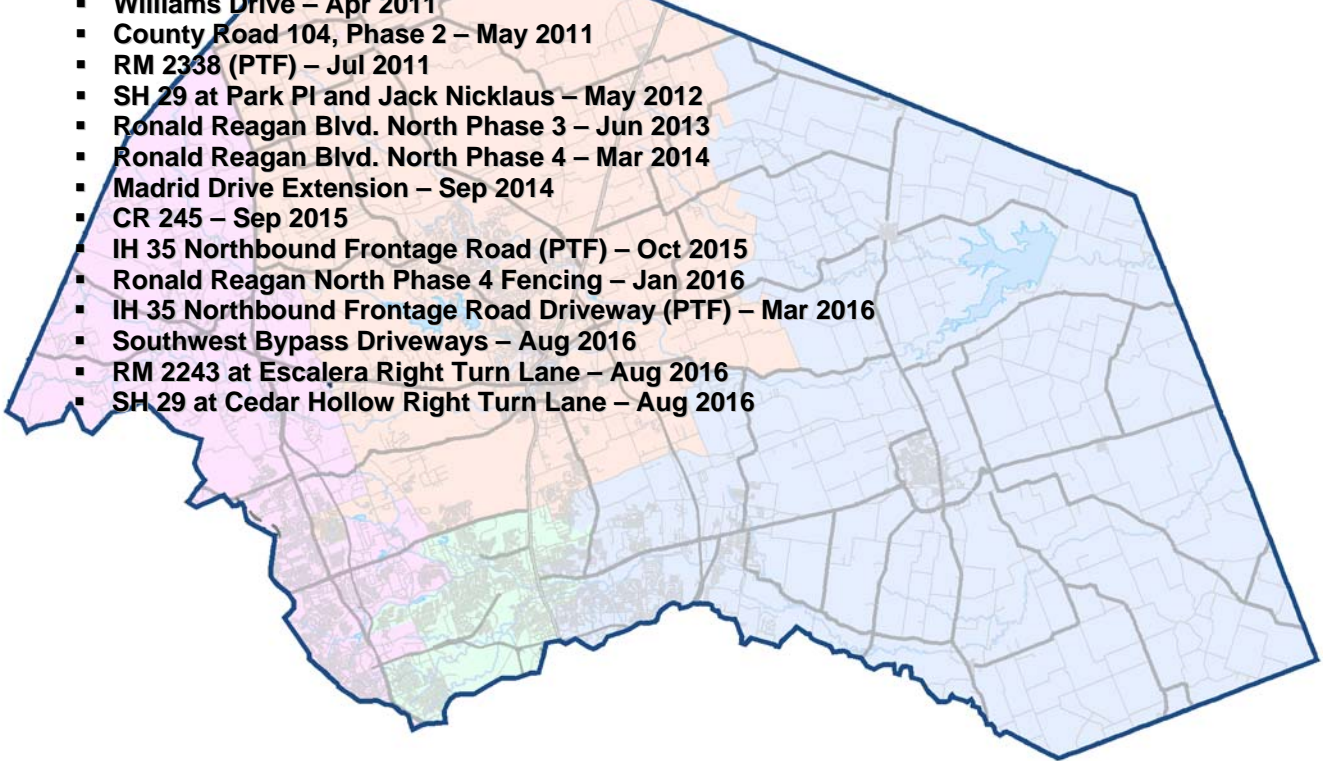 ▪ Williams Drive – Apr 2011
▪ County Road 104, Phase 2 – May 2011
▪ RM 2338 (PTF) – Jul 2011
▪ SH 29 at Park Pl and Jack Nicklaus – May 2012
▪ Ronald Reagan Blvd. North Phase 3 – Jun 2013
▪ Ronald Reagan Blvd. North Phase 4 – Mar 2014
▪ Madrid Drive Extension – Sep 2014
▪ CR 245 – Sep 2015
▪ IH 35 Northbound Frontage Road (PTF) – Oct 2015
▪ Ronald Reagan North Phase 4 Fencing – Jan 2016
▪ IH 35 Northbound Frontage Road Driveway (PTF) – Mar 2016
▪ Southwest Bypass Driveways – Aug 2016
▪ RM 2243 at Escalera Right Turn Lane – Aug 2016
▪ SH 29 at Cedar Hollow Right Turn Lane – Aug 2016